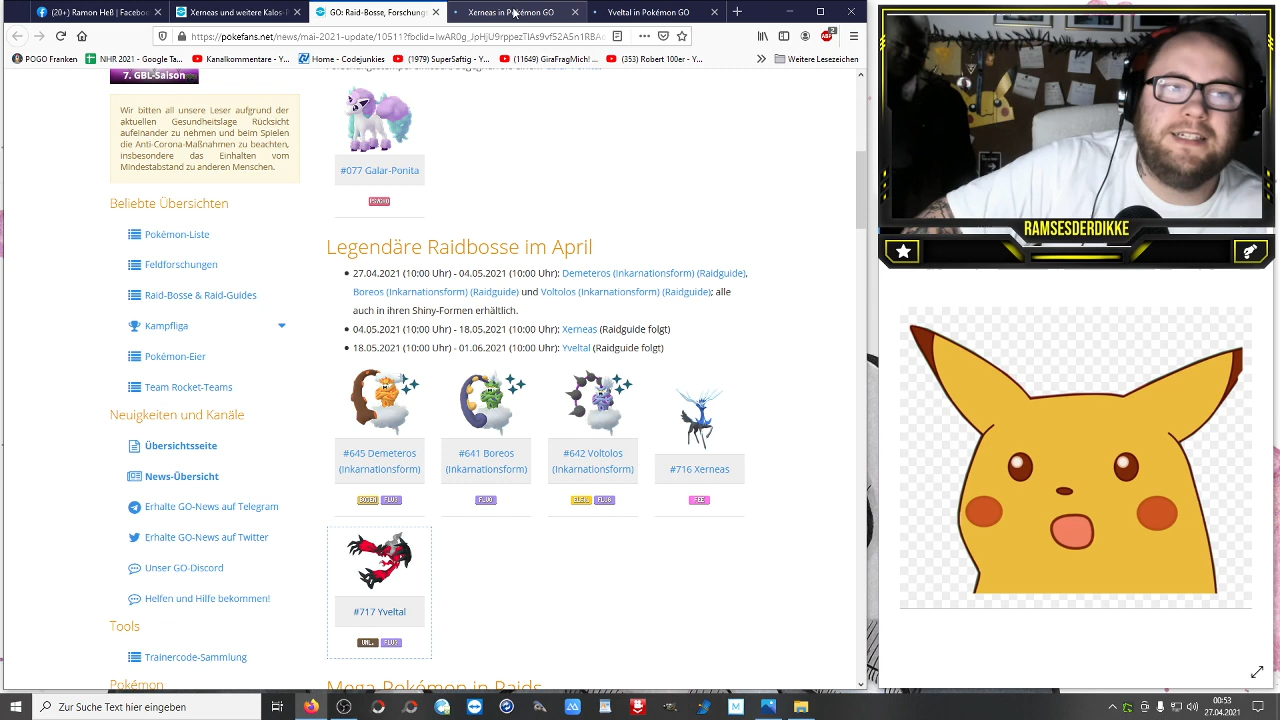 (20+) Ramon Heß | Facebook
Xerneas und weitere Kalos-
GO: Raid-Bosse, Forschung
Xerneas in Pokémon GO
Yveltal in Pokémon GO
POGO Franken
NHR 2021 - Google Ta
Kanalkommentare - Y
Home - Codejunkies
(1979) SuperSaftig - Y
(11649) GiraFragMich!
(353) Robert 100er - Y
Weitere Lesezeichen
7. GBL-Saison
Wir bitten all unsere Leser aufgrund der
aktuellen Gesundheitslage Rücksicht
aufeinander zu nehmen und beim Spielen
die Anti-Corona-Maßnahmen zu beachten,
insbesondere das Einhalten vom
Mindestabstand zu anderen Menschen.
Beliebte Übersichten
Pokémon-Liste
Feldforschungen
Raid-Bosse & Raid-Guides
Kampfliga
Pokémon-Eier
Team Rocket-Teams
Neuigkeiten und Kanäle
Übersichtsseite
News-Übersicht
Erhalte GO-News auf Telegram
Erhalte GO-News auf Twitter
Unser GO-Discord
Helfen und Hilfe bekommen!
Tools
Trainercode-Sammlung
Pokémon
#077 Galar-Ponita
PSYCHO
Legendäre Raidbosse im April
27.04.2021 (10:00 Uhr) - 04.05.2021 (10:00 Uhr): Demeteros (Inkarnationsform) (Raidguide),
Boreos (Inkarnationsform) (Raidguide) und Voltolos (Inkarnationsform) (Raidguide); alle
auch in ihren Shiny-Formen erhältlich.
04.05.2021 (10:00 Uhr) - 18.05.2021 (10:00 Uhr): Xerneas (Raidguide folgt)
18.05.2021 (10:00 Uhr) - 01.06.2021 (10:00 Uhr): Yveltal (Raidguide folgt)
#645 Demeteros
(Inkarnationsform)
BODEN FLUG
#641 Boreos
(Inkarnationsform)
FLUG
#642 Voltolos
(Inkarnationsform)
ELEK. FLUG
#716 Xerneas
FEE
#717 Yveltal
UNL. FLUG
Mega-Pokémon in Raids
RAMSESDERDIKKE
Zur Suche Text hier eingeben
00:53
27.04.2021